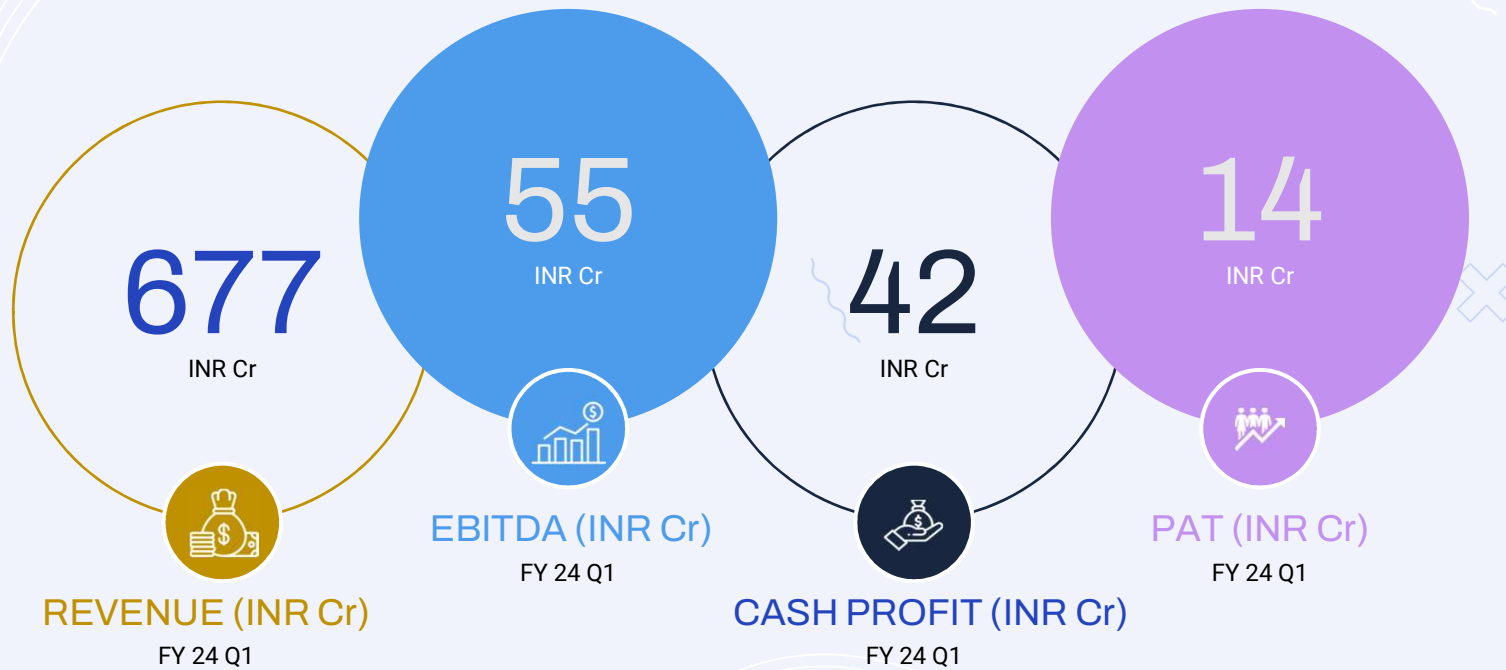 677
INR Cr
REVENUE (INR Cr)
FY 24 Q1
55
INR Cr
EBITDA (INR Cr)
FY 24 Q1
42
INR Cr
CASH PROFIT (INR Cr)
FY 24 Q1
14
INR Cr
PAT (INR Cr)
FY 24 Q1